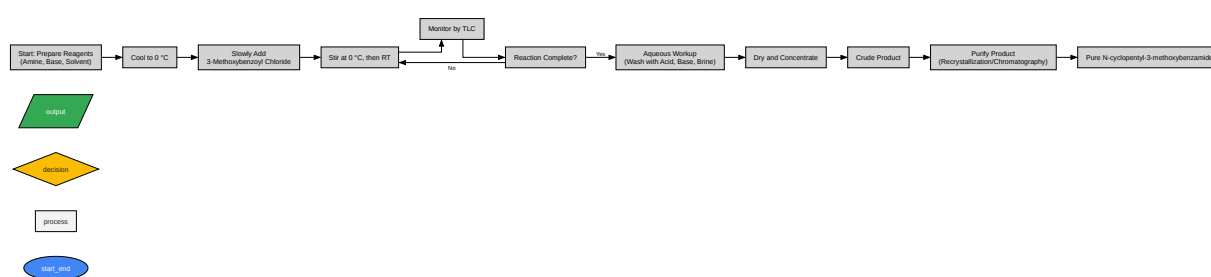 Monitor by TLC
Start: Prepare Reagents
(Amine, Base, Solvent)
Cool to 0 °C
Slowly Add
3-Methoxybenzoyl Chloride
Stir at 0 °C, then RT
No
Reaction Complete?
Yes
Aqueous Workup
(Wash with Acid, Base, Brine)
Dry and Concentrate
Crude Product
Purify Product
(Recrystallization/Chromatography)
Pure N-cyclopentyl-3-methoxybenzamide
output
decision
process
start_end